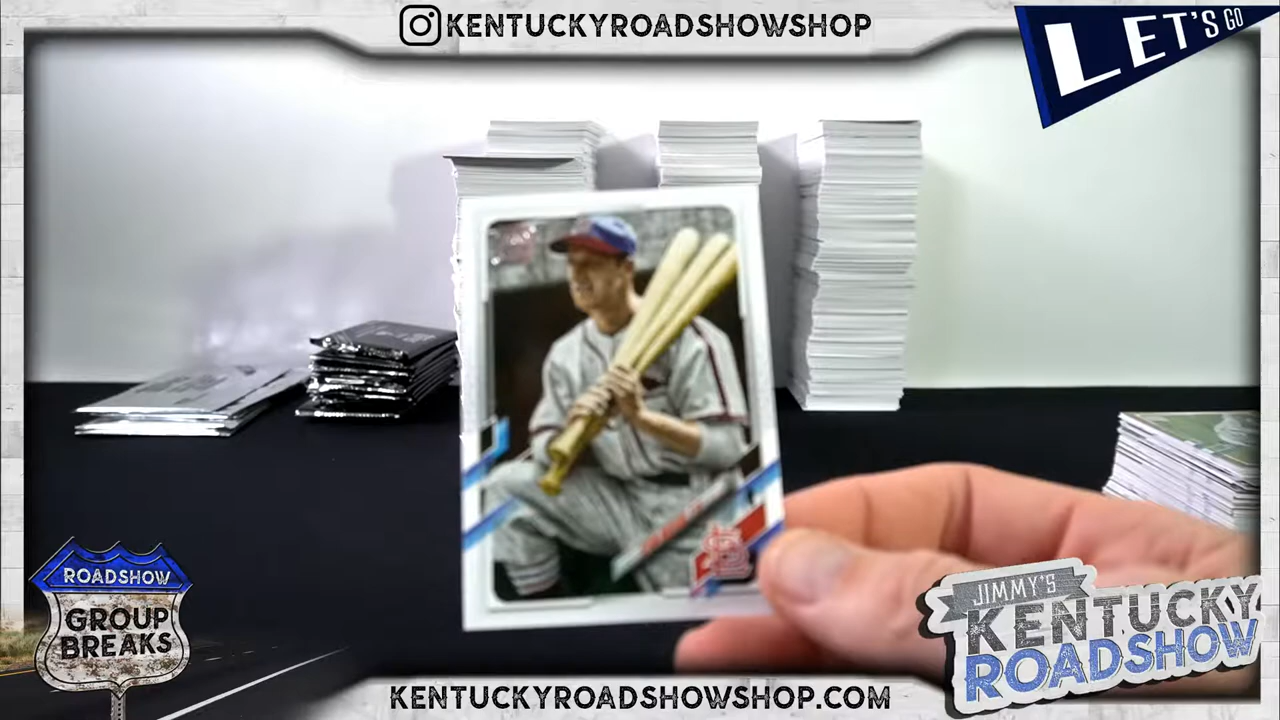 KENTUCKYROADSHOWSHOP
LET'S GO
ROADSHOW
GROUP
BREAKS
JIMMY'S
KENTUCKY
ROADSHOW
KENTUCKYROADSHOWSHOP.COM